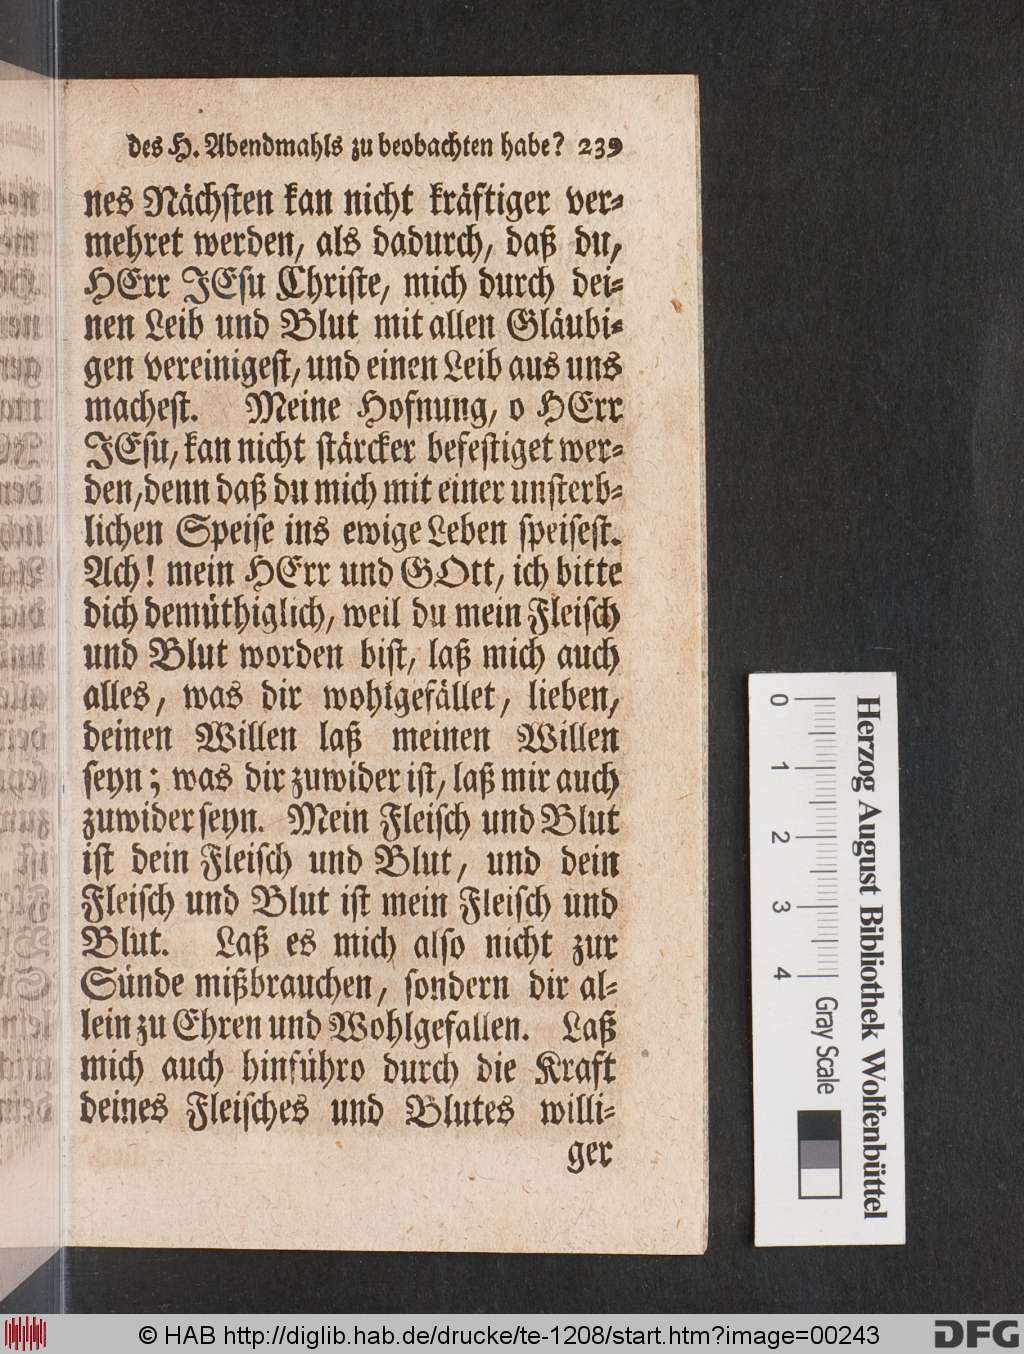 des H. Abendmahls zu beobachten habe? 239
nes Nächsten kan nicht kräftiger ver-
mehret werden, als dadurch, daß du,
HErr JEsu Christe, mich durch dei-
nen Leib und Blut mit allen Gläubi-
gen vereinigest, und einen Leib aus uns
machest. Meine Hofnung, o HErr
JEsu, kan nicht stärcker befestiget wer-
den, denn daß du mich mit einer unsterb-
lichen Speise ins ewige Leben speisest.
Ach! mein HErr und GOtt, ich bitte
dich demüthiglich, weil du mein Fleisch
und Blut worden bist, laß mich auch
alles, was dir wohlgefället, lieben,
deinen Willen laß meinen Willen
seyn; was dir zuwider ist, laß mir auch
zuwider seyn. Mein Fleisch und Blut
ist dein Fleisch und Blut, und dein
Fleisch und Blut ist mein Fleisch und
Blut. Laß es mich also nicht zur
Sünde mißbrauchen, sondern dir al-
lein zu Ehren und Wohlgefallen. Laß
mich auch hinführo durch die Kraft
deines Fleisches und Blutes willi-
ger
Herzog August Bibliothek Wolfenbüttel
0 1 2 3 4 Gray Scale
© HAB http://diglib.hab.de/drucke/te-1208/start.htm?image=00243
DFG